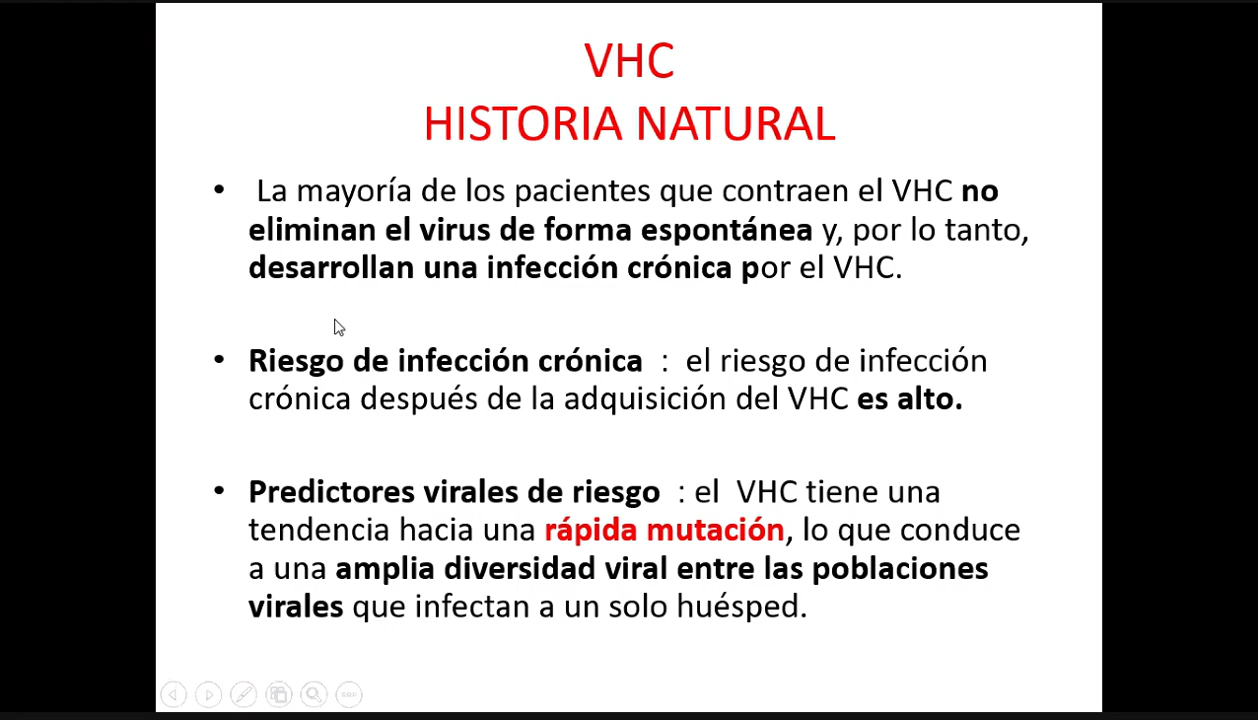 VHC
HISTORIA NATURAL
• La mayoría de los pacientes que contraen el VHC no
eliminan el virus de forma espontánea y, por lo tanto,
desarrollan una infección crónica por el VHC.
• Riesgo de infección crónica : el riesgo de infección
crónica después de la adquisición del VHC es alto.
• Predictores virales de riesgo : el VHC tiene una
tendencia hacia una rápida mutación, lo que conduce
a una amplia diversidad viral entre las poblaciones
virales que infectan a un solo huésped.